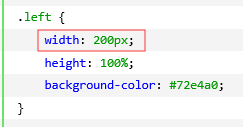 .left {
width: 200px;
height: 100%;
background-color: #72e4a0;
}